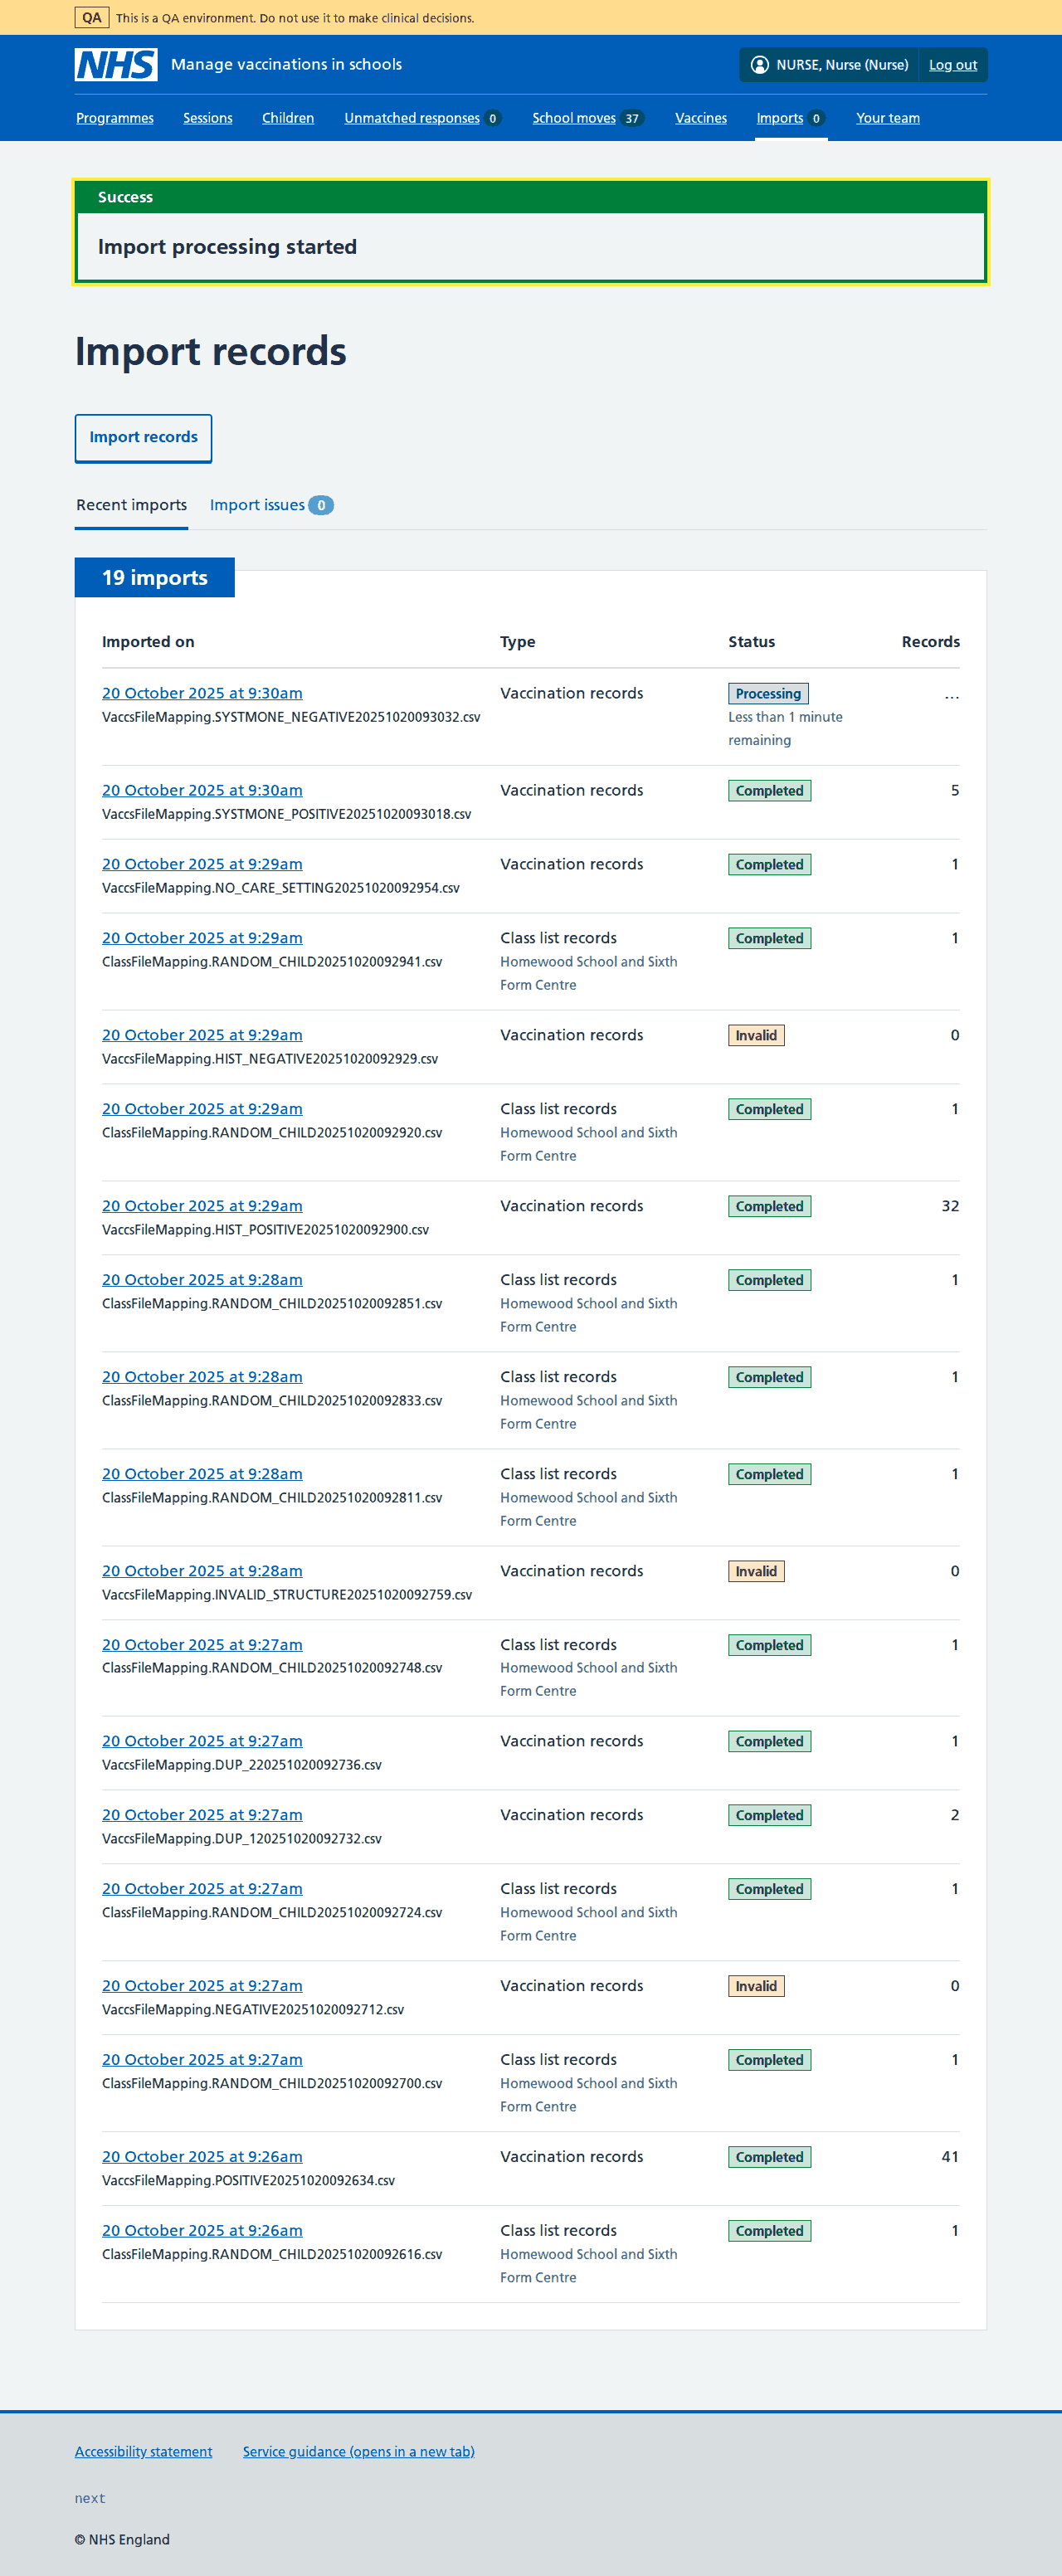 QA This is a QA environment. Do not use it to make clinical decisions.
NHS Manage vaccinations in schools NURSE, Nurse (Nurse) Log out
Programmes Sessions Children Unmatched responses 0 School moves 37 Vaccines Imports 0 Your team
Success
Import processing started
Import records
Import records
Recent imports Import issues 0
19 imports
Imported on Type Status Records
20 October 2025 at 9:30am Vaccination records Processing ...
VaccsFileMapping.SYSTMONE_NEGATIVE20251020093032.csv Less than 1 minute
remaining
20 October 2025 at 9:30am Vaccination records Completed 5
VaccsFileMapping.SYSTMONE_POSITIVE20251020093018.csv
20 October 2025 at 9:29am Vaccination records Completed 1
VaccsFileMapping.NO_CARE_SETTING20251020092954.csv
20 October 2025 at 9:29am Class list records Completed 1
ClassFileMapping.RANDOM_CHILD20251020092941.csv Homewood School and Sixth
Form Centre
20 October 2025 at 9:29am Vaccination records Invalid 0
VaccsFileMapping.HIST_NEGATIVE20251020092929.csv
20 October 2025 at 9:29am Class list records Completed 1
ClassFileMapping.RANDOM_CHILD20251020092920.csv Homewood School and Sixth
Form Centre
20 October 2025 at 9:29am Vaccination records Completed 32
VaccsFileMapping.HIST_POSITIVE20251020092900.csv
20 October 2025 at 9:28am Class list records Completed 1
ClassFileMapping.RANDOM_CHILD20251020092851.csv Homewood School and Sixth
Form Centre
20 October 2025 at 9:28am Class list records Completed 1
ClassFileMapping.RANDOM_CHILD20251020092833.csv Homewood School and Sixth
Form Centre
20 October 2025 at 9:28am Class list records Completed 1
ClassFileMapping.RANDOM_CHILD20251020092811.csv Homewood School and Sixth
Form Centre
20 October 2025 at 9:28am Vaccination records Invalid 0
VaccsFileMapping.INVALID_STRUCTURE20251020092759.csv
20 October 2025 at 9:27am Class list records Completed 1
ClassFileMapping.RANDOM_CHILD20251020092748.csv Homewood School and Sixth
Form Centre
20 October 2025 at 9:27am Vaccination records Completed 1
VaccsFileMapping.DUP_220251020092736.csv
20 October 2025 at 9:27am Vaccination records Completed 2
VaccsFileMapping.DUP_120251020092732.csv
20 October 2025 at 9:27am Class list records Completed 1
ClassFileMapping.RANDOM_CHILD20251020092724.csv Homewood School and Sixth
Form Centre
20 October 2025 at 9:27am Vaccination records Invalid 0
VaccsFileMapping.NEGATIVE20251020092712.csv
20 October 2025 at 9:27am Class list records Completed 1
ClassFileMapping.RANDOM_CHILD20251020092700.csv Homewood School and Sixth
Form Centre
20 October 2025 at 9:26am Vaccination records Completed 41
VaccsFileMapping.POSITIVE20251020092634.csv
20 October 2025 at 9:26am Class list records Completed 1
ClassFileMapping.RANDOM_CHILD20251020092616.csv Homewood School and Sixth
Form Centre
Accessibility statement Service guidance (opens in a new tab)
next
© NHS England